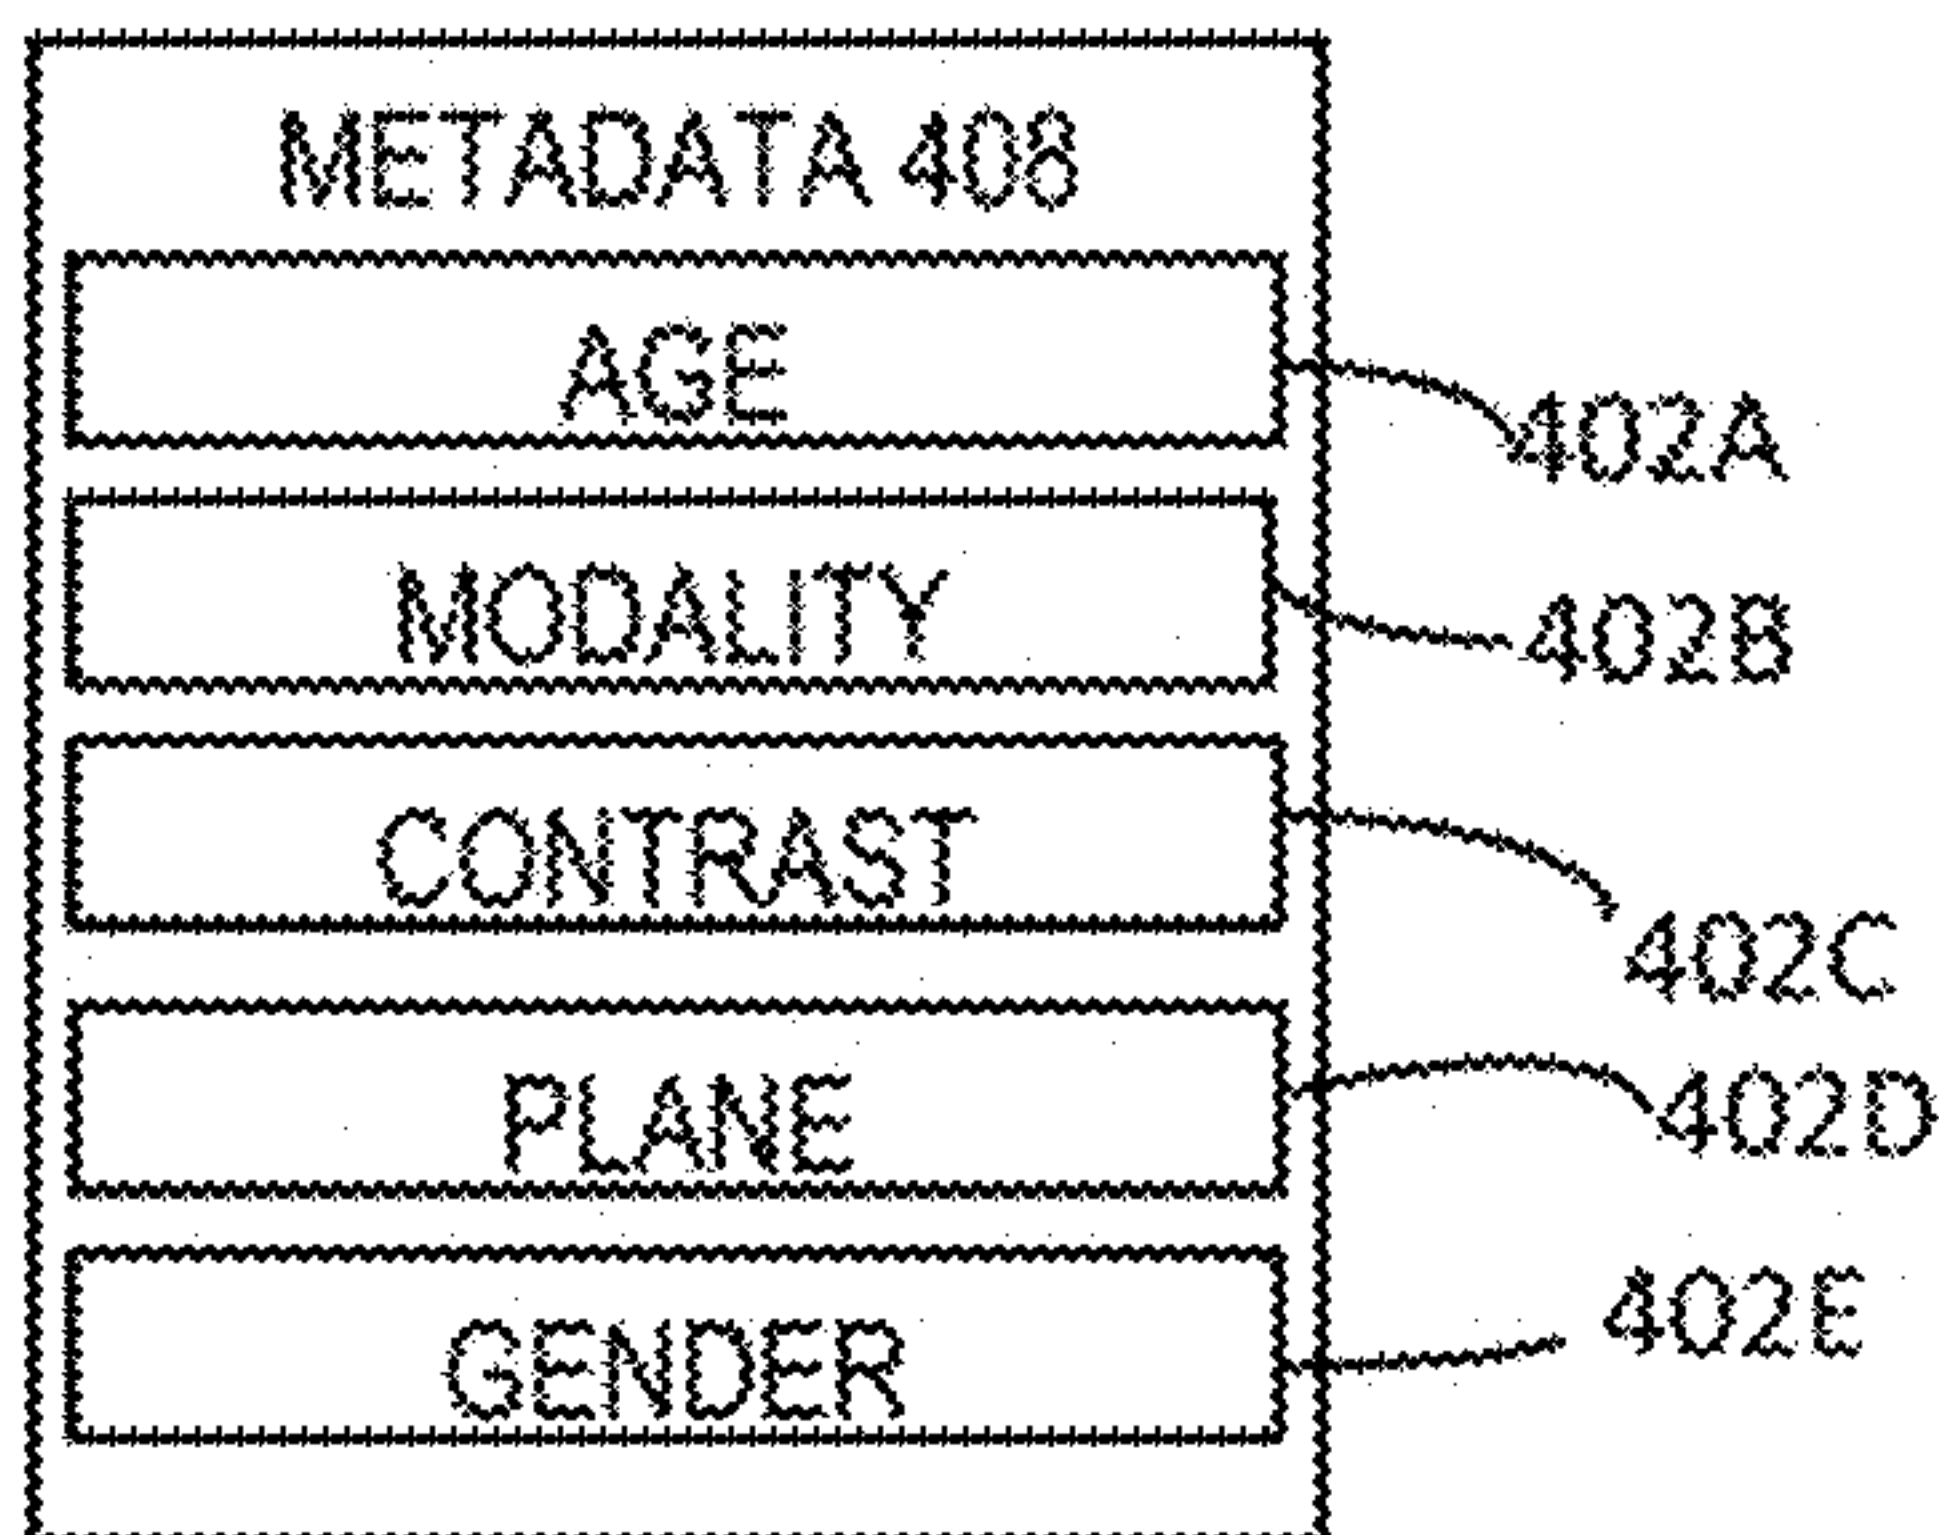 METADATA 408
AGE
402A
MODALITY
402B
CONTRAST
402C
PLANE
402D
GENDER
402E